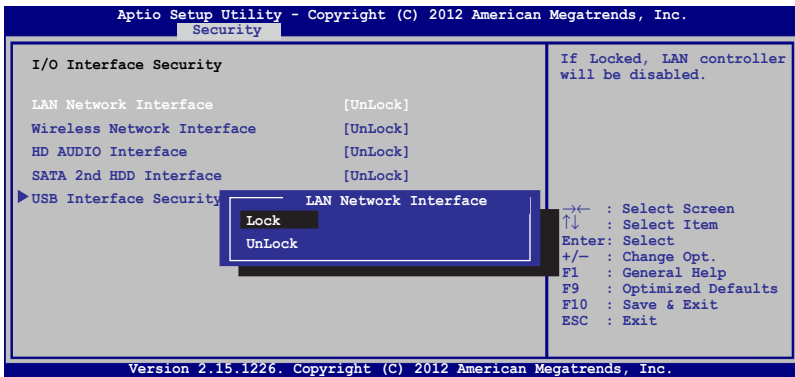 Aptio Setup Utility - Copyright (C) 2012 American Megatrends, Inc.
Security
I/O Interface Security
LAN Network Interface [UnLock]
Wireless Network Interface [UnLock]
HD AUDIO Interface [UnLock]
SATA 2nd HDD Interface [UnLock]
USB Interface Security
LAN Network Interface
Lock
UnLock
If Locked, LAN controller
will be disabled.
→← : Select Screen
↑↓ : Select Item
Enter: Select
+/— : Change Opt.
F1 : General Help
F9 : Optimized Defaults
F10 : Save & Exit
ESC : Exit
Version 2.15.1226. Copyright (C) 2012 American Megatrends, Inc.